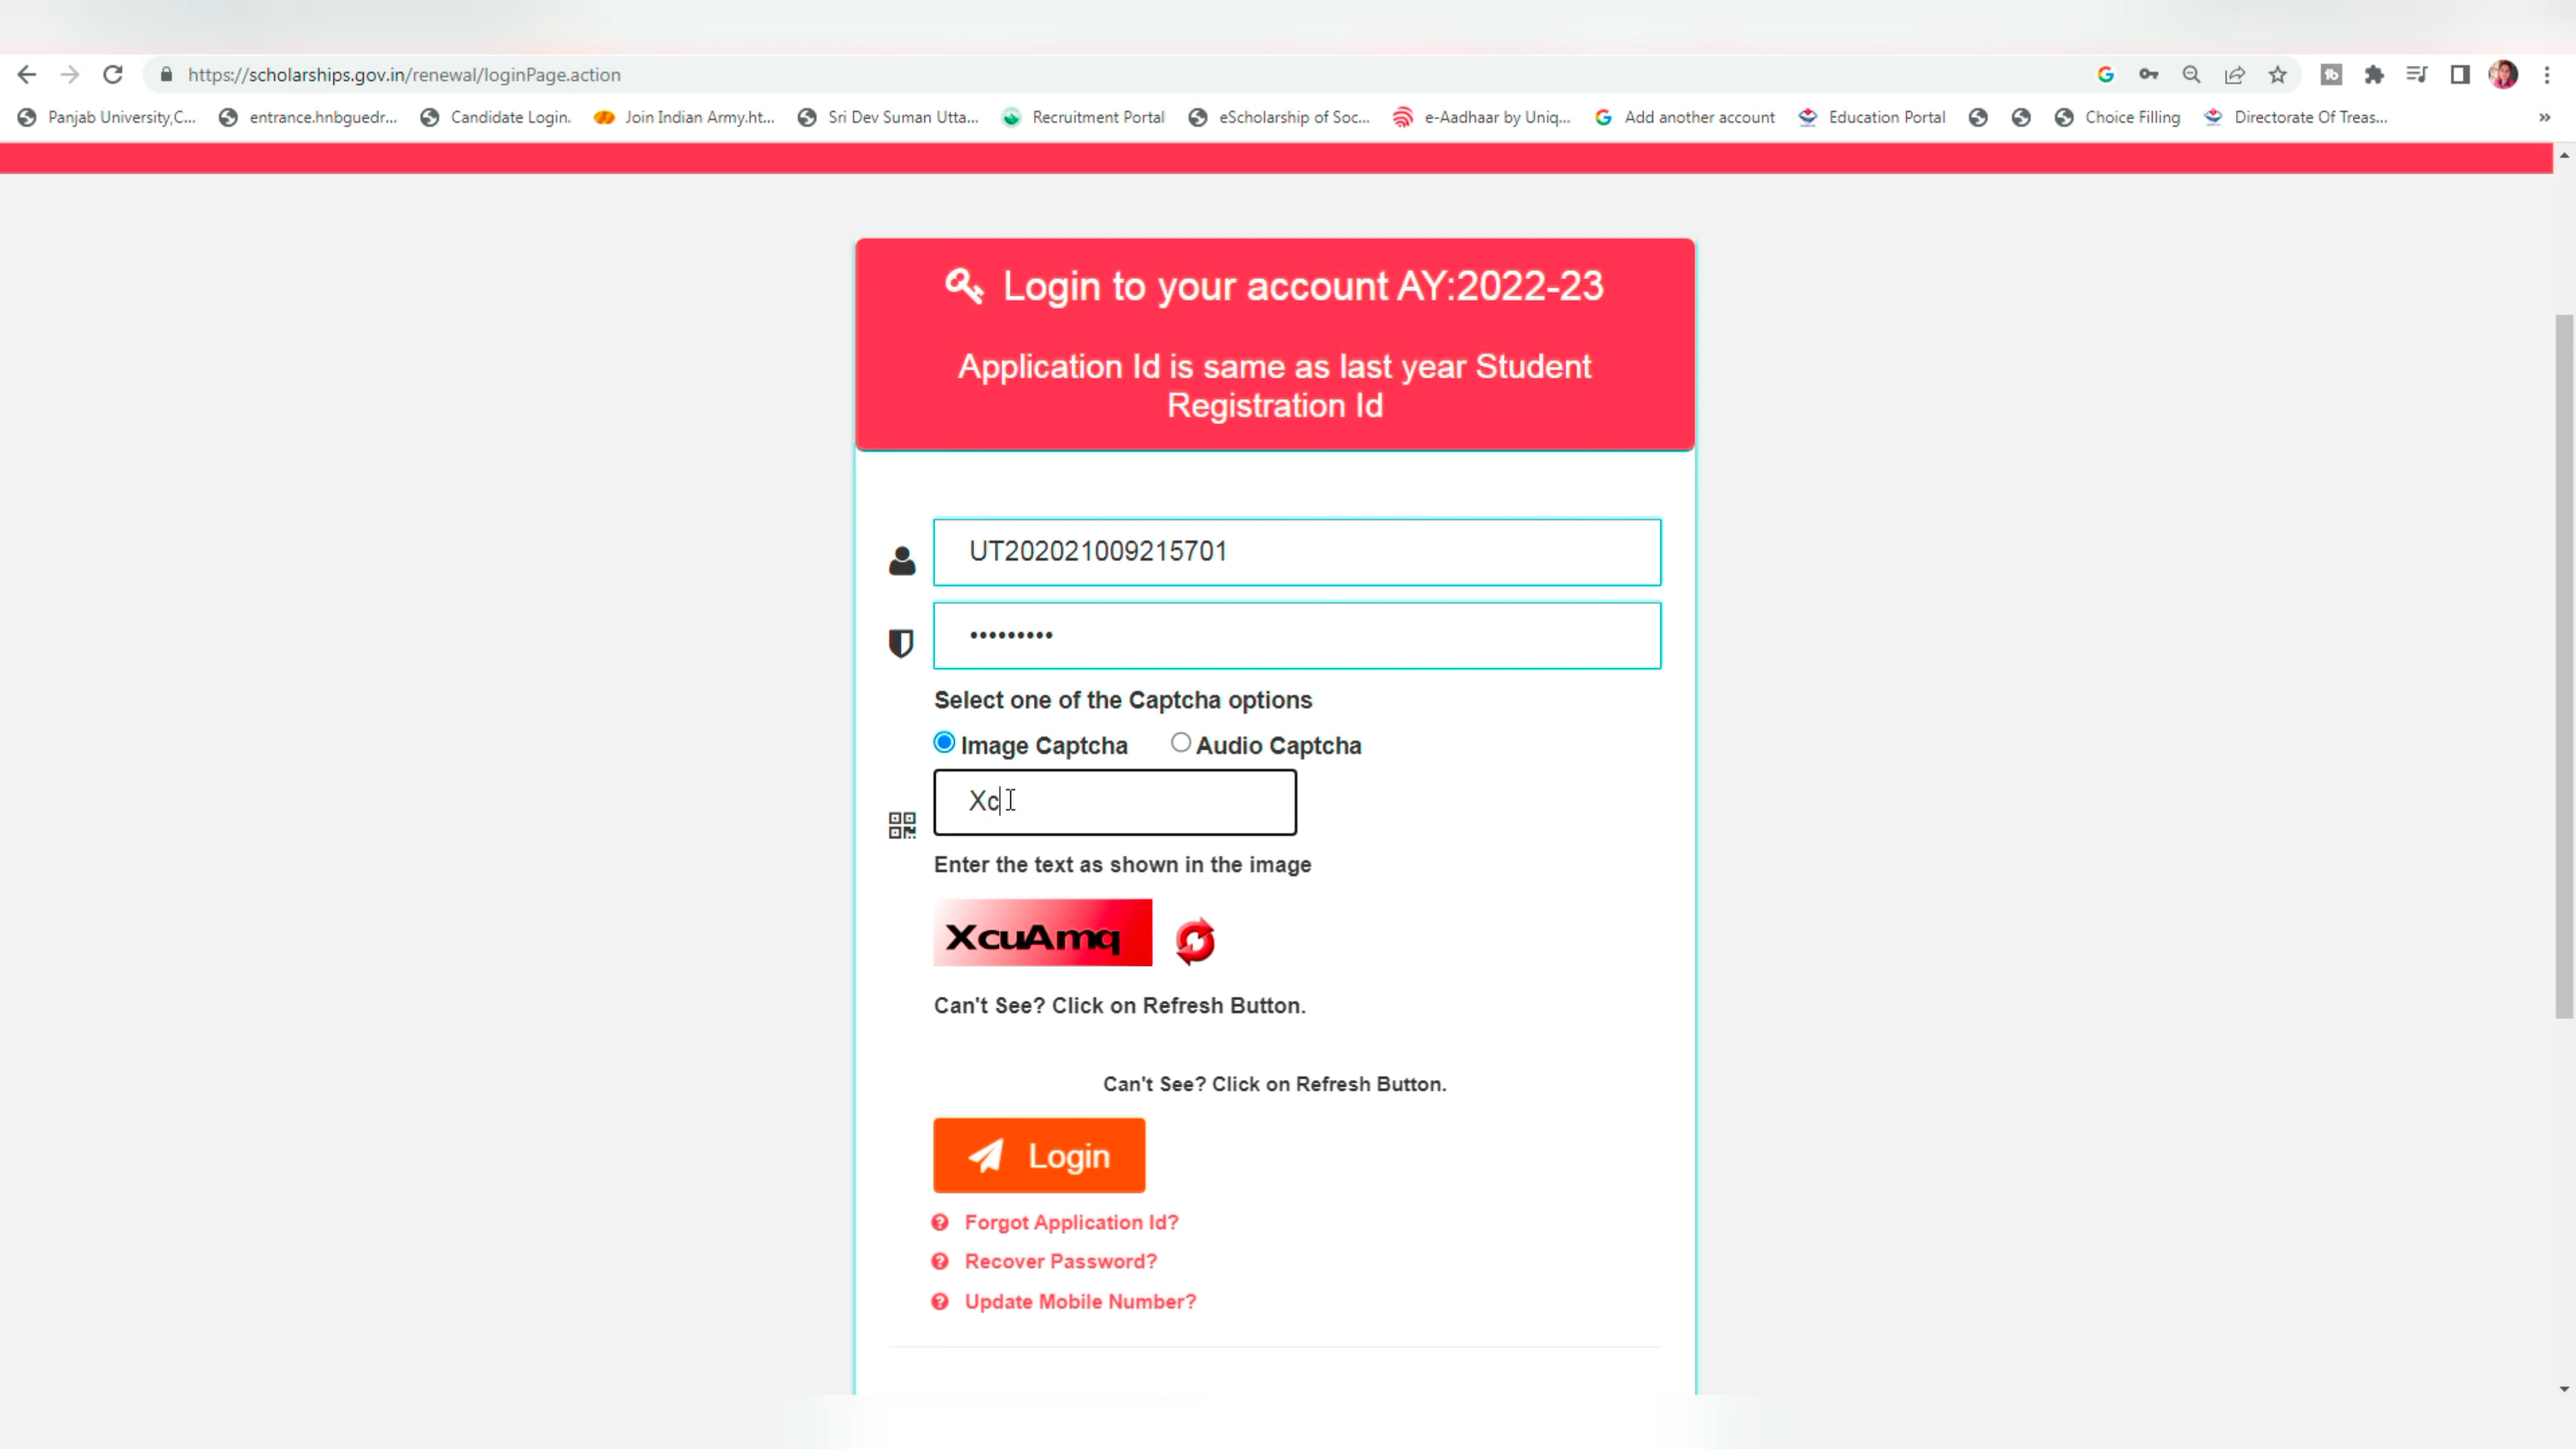 https://scholarships.gov.in/renewal/loginPage.action
Panjab University,C... entrance.hnbguedr... Candidate Login. Join Indian Army.ht... Sri Dev Suman Utta... Recruitment Portal eScholarship of Soc... e-Aadhaar by Uniq... Add another account Education Portal Choice Filling Directorate Of Treas... »
Login to your account AY:2022-23
Application Id is same as last year Student
Registration Id
UT202021009215701
•••••••••
Select one of the Captcha options
Image Captcha Audio Captcha
Xc
Enter the text as shown in the image
XcuAmq
Can't See? Click on Refresh Button.
Can't See? Click on Refresh Button.
Login
Forgot Application Id?
Recover Password?
Update Mobile Number?